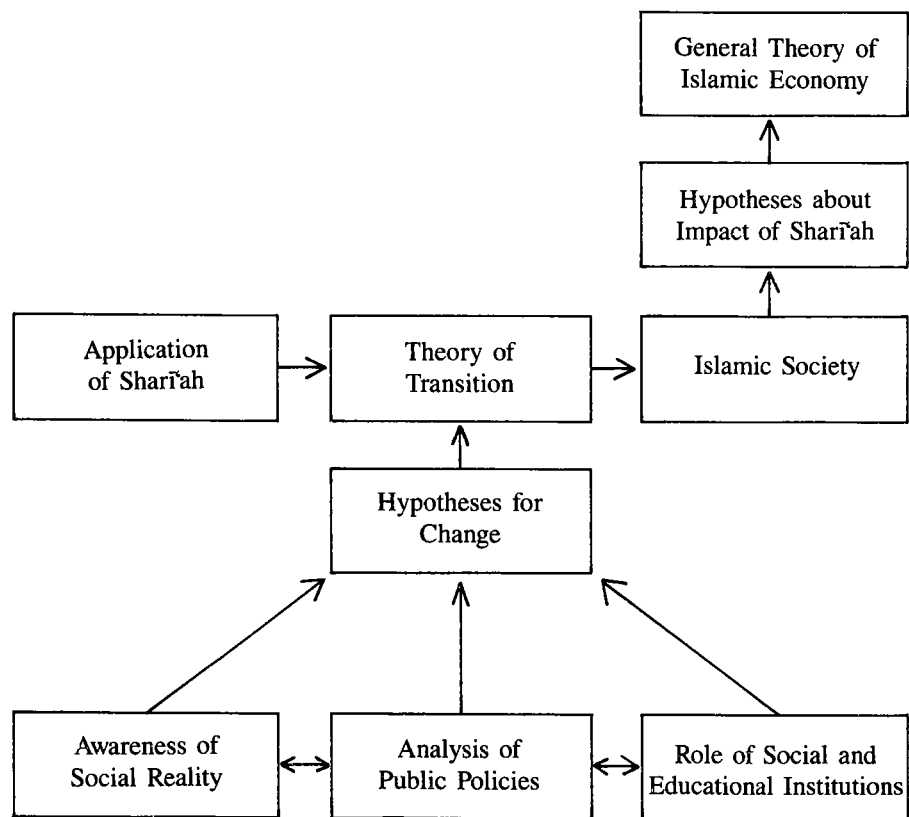 General Theory of
Islamic Economy
Hypotheses about
Impact of Sharī‘ah
Application
of Sharī‘ah
Theory of
Transition
Islamic Society
Hypotheses for
Change
Awareness of
Social Reality
Analysis of
Public Policies
Role of Social and
Educational Institutions